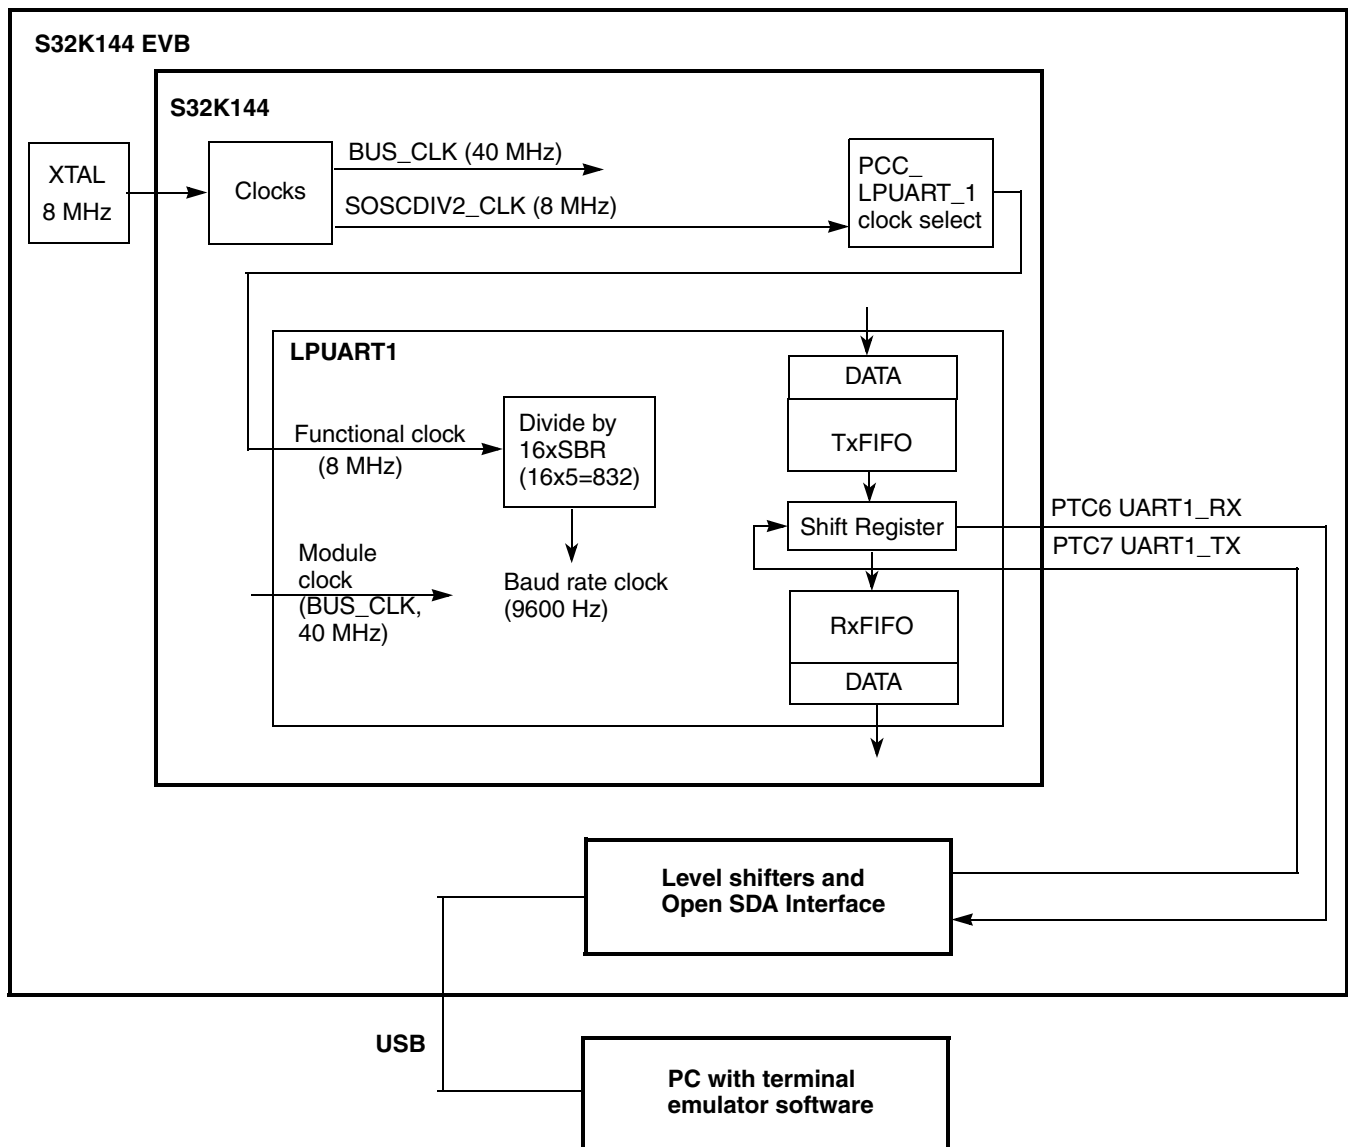 S32K144 EVB
S32K144
XTAL
8 MHz
Clocks
BUS_CLK (40 MHz)
SOSCDIV2_CLK (8 MHz)
PCC_
LPUART_1
clock select
LPUART1
Functional clock
(8 MHz)
Divide by
16xSBR
(16x5=832)
Module
clock
(BUS_CLK,
40 MHz)
Baud rate clock
(9600 Hz)
DATA
TxFIFO
Shift Register
RxFIFO
DATA
PTC6 UART1_RX
PTC7 UART1_TX
Level shifters and
Open SDA Interface
USB
PC with terminal
emulator software